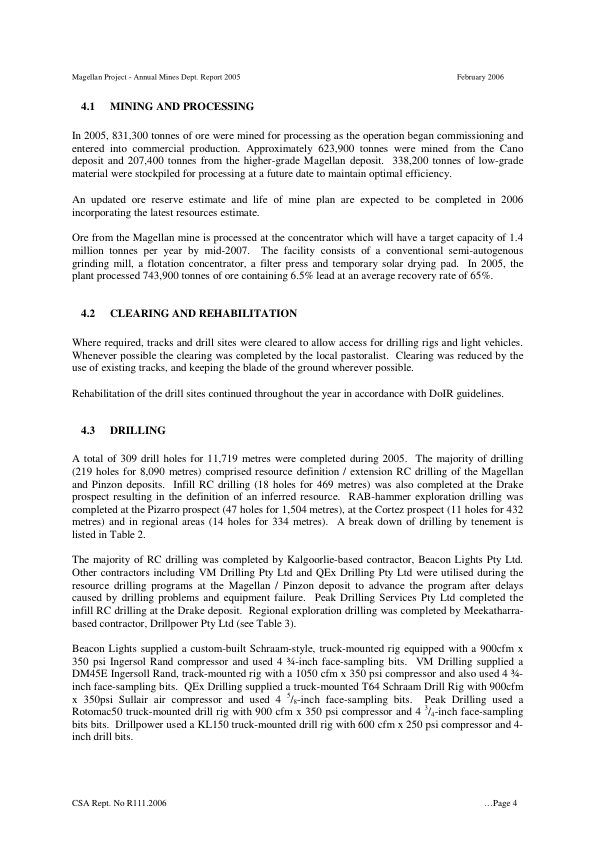 Magellan Project - Annual Mines Dept. Report 2005 February 2006
4.1 MINING AND PROCESSING
In 2005, 831,300 tonnes of ore were mined for processing as the operation began commissioning and
entered into commercial production. Approximately 623,900 tonnes were mined from the Cano
deposit and 207,400 tonnes from the higher-grade Magellan deposit. 338,200 tonnes of low-grade
material were stockpiled for processing at a future date to maintain optimal efficiency.
An updated ore reserve estimate and life of mine plan are expected to be completed in 2006
incorporating the latest resources estimate.
Ore from the Magellan mine is processed at the concentrator which will have a target capacity of 1.4
million tonnes per year by mid-2007. The facility consists of a conventional semi-autogenous
grinding mill, a flotation concentrator, a filter press and temporary solar drying pad. In 2005, the
plant processed 743,900 tonnes of ore containing 6.5% lead at an average recovery rate of 65%.
4.2 CLEARING AND REHABILITATION
Where required, tracks and drill sites were cleared to allow access for drilling rigs and light vehicles.
Whenever possible the clearing was completed by the local pastoralist. Clearing was reduced by the
use of existing tracks, and keeping the blade of the ground wherever possible.
Rehabilitation of the drill sites continued throughout the year in accordance with DoIR guidelines.
4.3 DRILLING
A total of 309 drill holes for 11,719 metres were completed during 2005. The majority of drilling
(219 holes for 8,090 metres) comprised resource definition / extension RC drilling of the Magellan
and Pinzon deposits. Infill RC drilling (18 holes for 469 metres) was also completed at the Drake
prospect resulting in the definition of an inferred resource. RAB-hammer exploration drilling was
completed at the Pizarro prospect (47 holes for 1,504 metres), at the Cortez prospect (11 holes for 432
metres) and in regional areas (14 holes for 334 metres). A break down of drilling by tenement is
listed in Table 2.
The majority of RC drilling was completed by Kalgoorlie-based contractor, Beacon Lights Pty Ltd.
Other contractors including VM Drilling Pty Ltd and QEx Drilling Pty Ltd were utilised during the
resource drilling programs at the Magellan / Pinzon deposit to advance the program after delays
caused by drilling problems and equipment failure. Peak Drilling Services Pty Ltd completed the
infill RC drilling at the Drake deposit. Regional exploration drilling was completed by Meekatharra-
based contractor, Drillpower Pty Ltd (see Table 3).
Beacon Lights supplied a custom-built Schraam-style, truck-mounted rig equipped with a 900cfm x
350 psi Ingersol Rand compressor and used 4 ¾-inch face-sampling bits. VM Drilling supplied a
DM45E Ingersoll Rand, track-mounted rig with a 1050 cfm x 350 psi compressor and also used 4 ¾-
inch face-sampling bits. QEx Drilling supplied a truck-mounted T64 Schraam Drill Rig with 900cfm
x 350psi Sullair air compressor and used 4 5/8-inch face-sampling bits. Peak Drilling used a
Rotomac50 truck-mounted drill rig with 900 cfm x 350 psi compressor and 4 3/4-inch face-sampling
bits bits. Drillpower used a KL150 truck-mounted drill rig with 600 cfm x 250 psi compressor and 4-
inch drill bits.
CSA Rept. No R111.2006 …Page 4